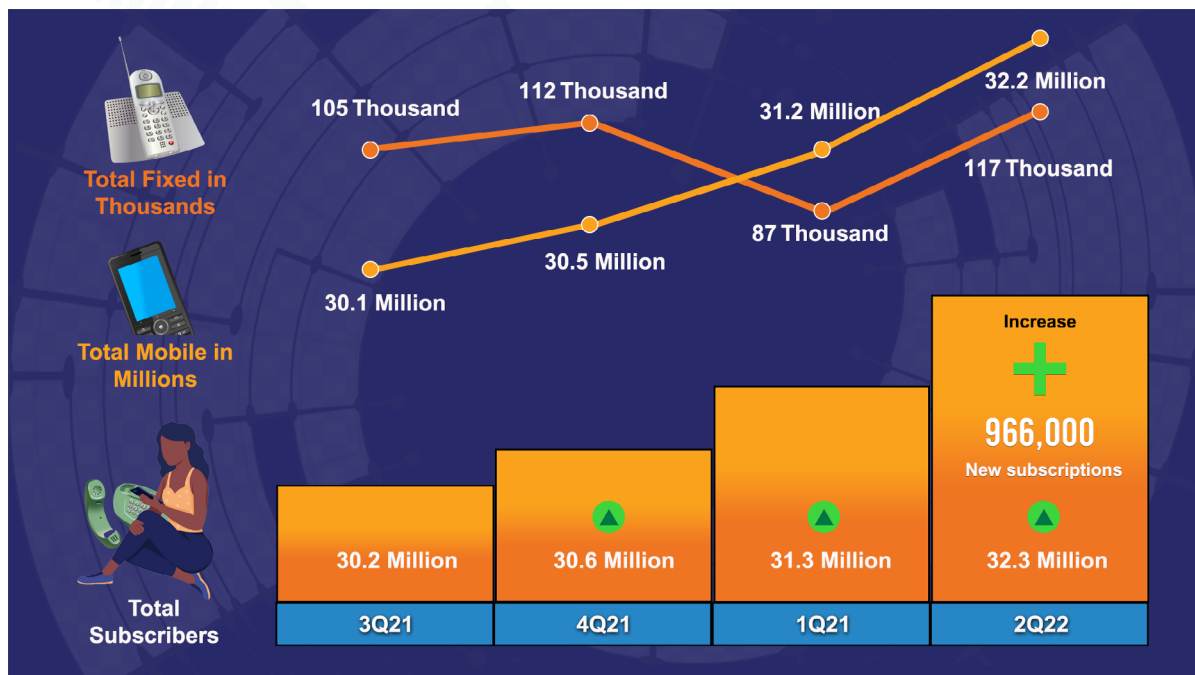 105 Thousand
112 Thousand
31.2 Million
32.2 Million
Total Fixed in
Thousands
117 Thousand
87 Thousand
30.5 Million
30.1 Million
Total Mobile in
Millions
Increase
966,000
New subscriptions
30.2 Million
30.6 Million
31.3 Million
32.3 Million
Total
Subscribers
3Q21
4Q21
1Q21
2Q22